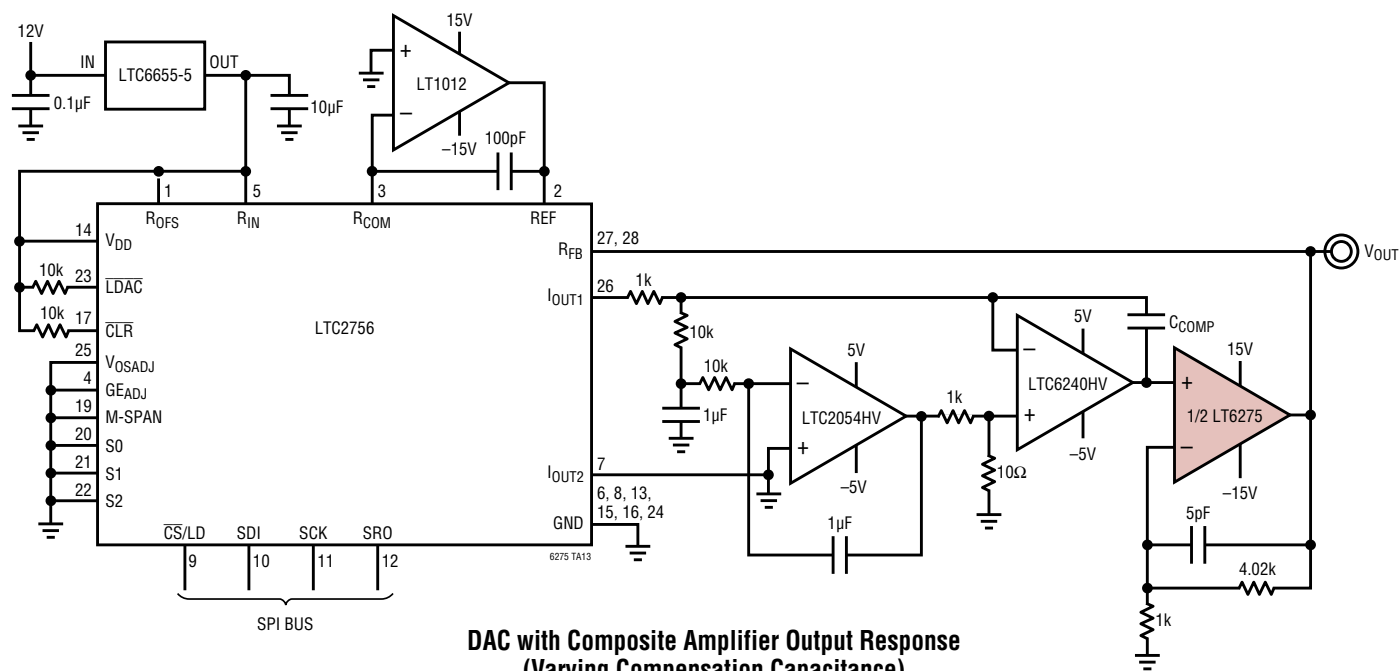 12V
IN
LTC6655-5
OUT
0.1µF
10µF
15V
+
LT1012
–
–15V
100pF
1
5
3
2
ROFS
RIN
RCOM
REF
14
VDD
10k
23
LDAC
10k
17
CLR
25
VOSADJ
4
GEADJ
19
M-SPAN
20
S0
21
S1
22
S2
LTC2756
RFB
27, 28
VOUT
IOUT1
26
1k
10k
10k
1µF
5V
–
LTC2054HV
+
–5V
1µF
1k
10Ω
5V
–
LTC6240HV
+
–5V
CCOMP
15V
+
1/2 LT6275
–
–15V
5pF
4.02k
1k
IOUT2
7
6, 8, 13,
15, 16, 24
GND
CS/LD
SDI
SCK
SRO
9
10
11
12
6275 TA13
SPI BUS
DAC with Composite Amplifier Output Response
(Varying Compensation Capacitance)